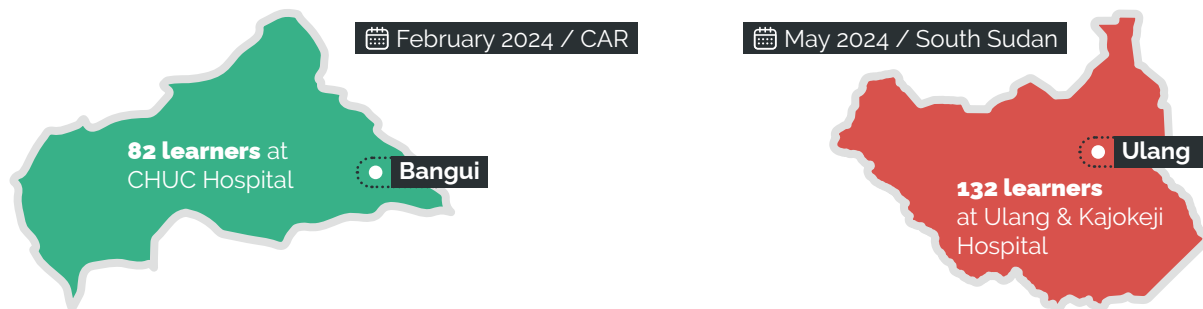 February 2024 / CAR
82 learners at
CHUC Hospital
Bangui
May 2024 / South Sudan
Ulang
132 learners
at Ulang & Kajokeji
Hospital